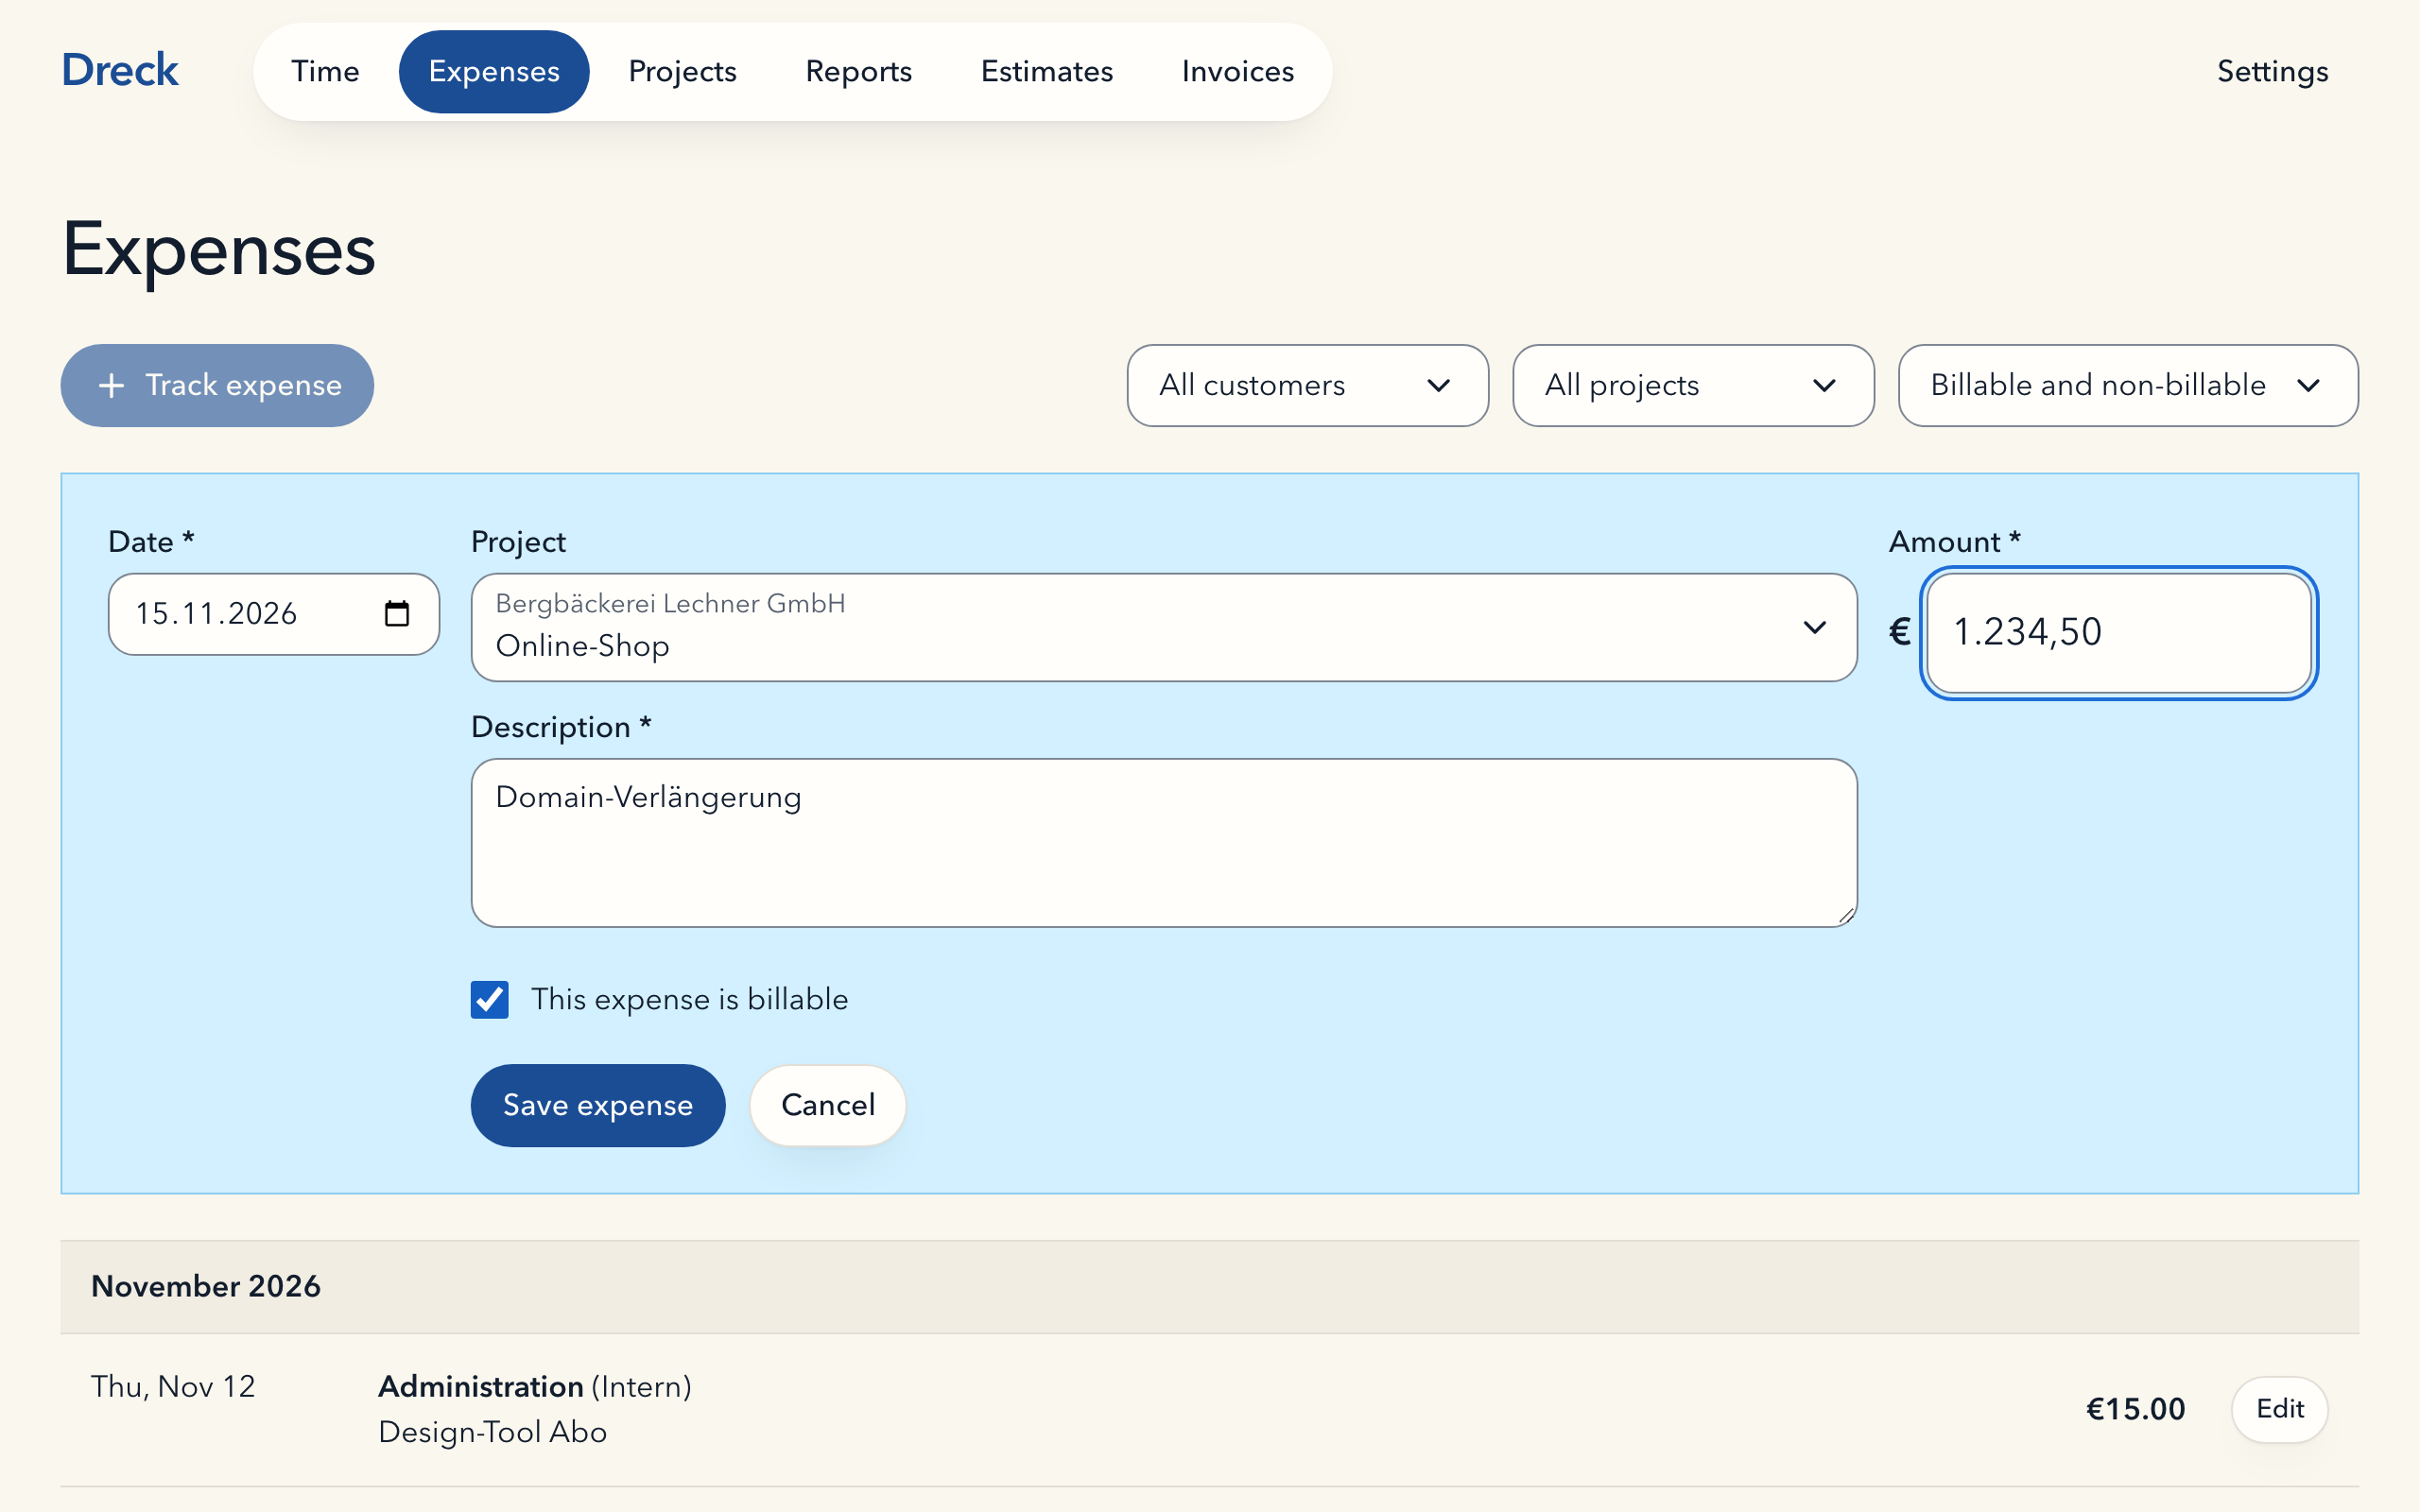 Dreck
Time Expenses Projects Reports Estimates Invoices
Settings
Expenses
+ Track expense
All customers
All projects
Billable and non-billable
Date *
15.11.2026
Project
Bergbäckerei Lechner GmbH
Online-Shop
Amount *
€ 1.234,50
Description *
Domain-Verlängerung
This expense is billable
Save expense
Cancel
November 2026
Thu, Nov 12
Administration (Intern)
Design-Tool Abo
€15.00
Edit